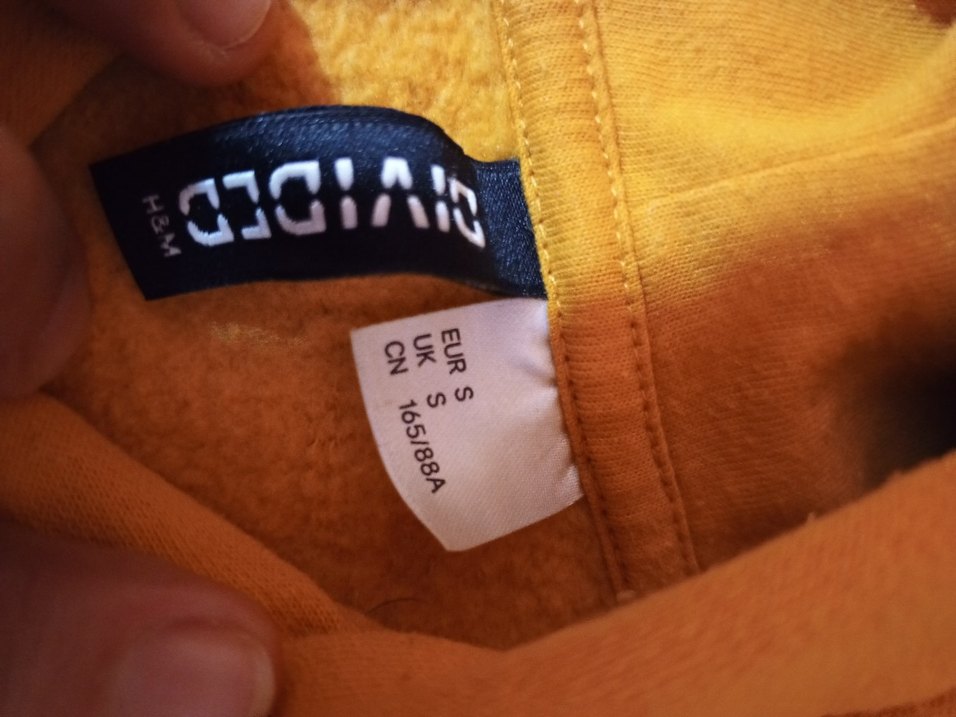 DIVIDED
H&M
EUR S
UK S
CN 165/88A